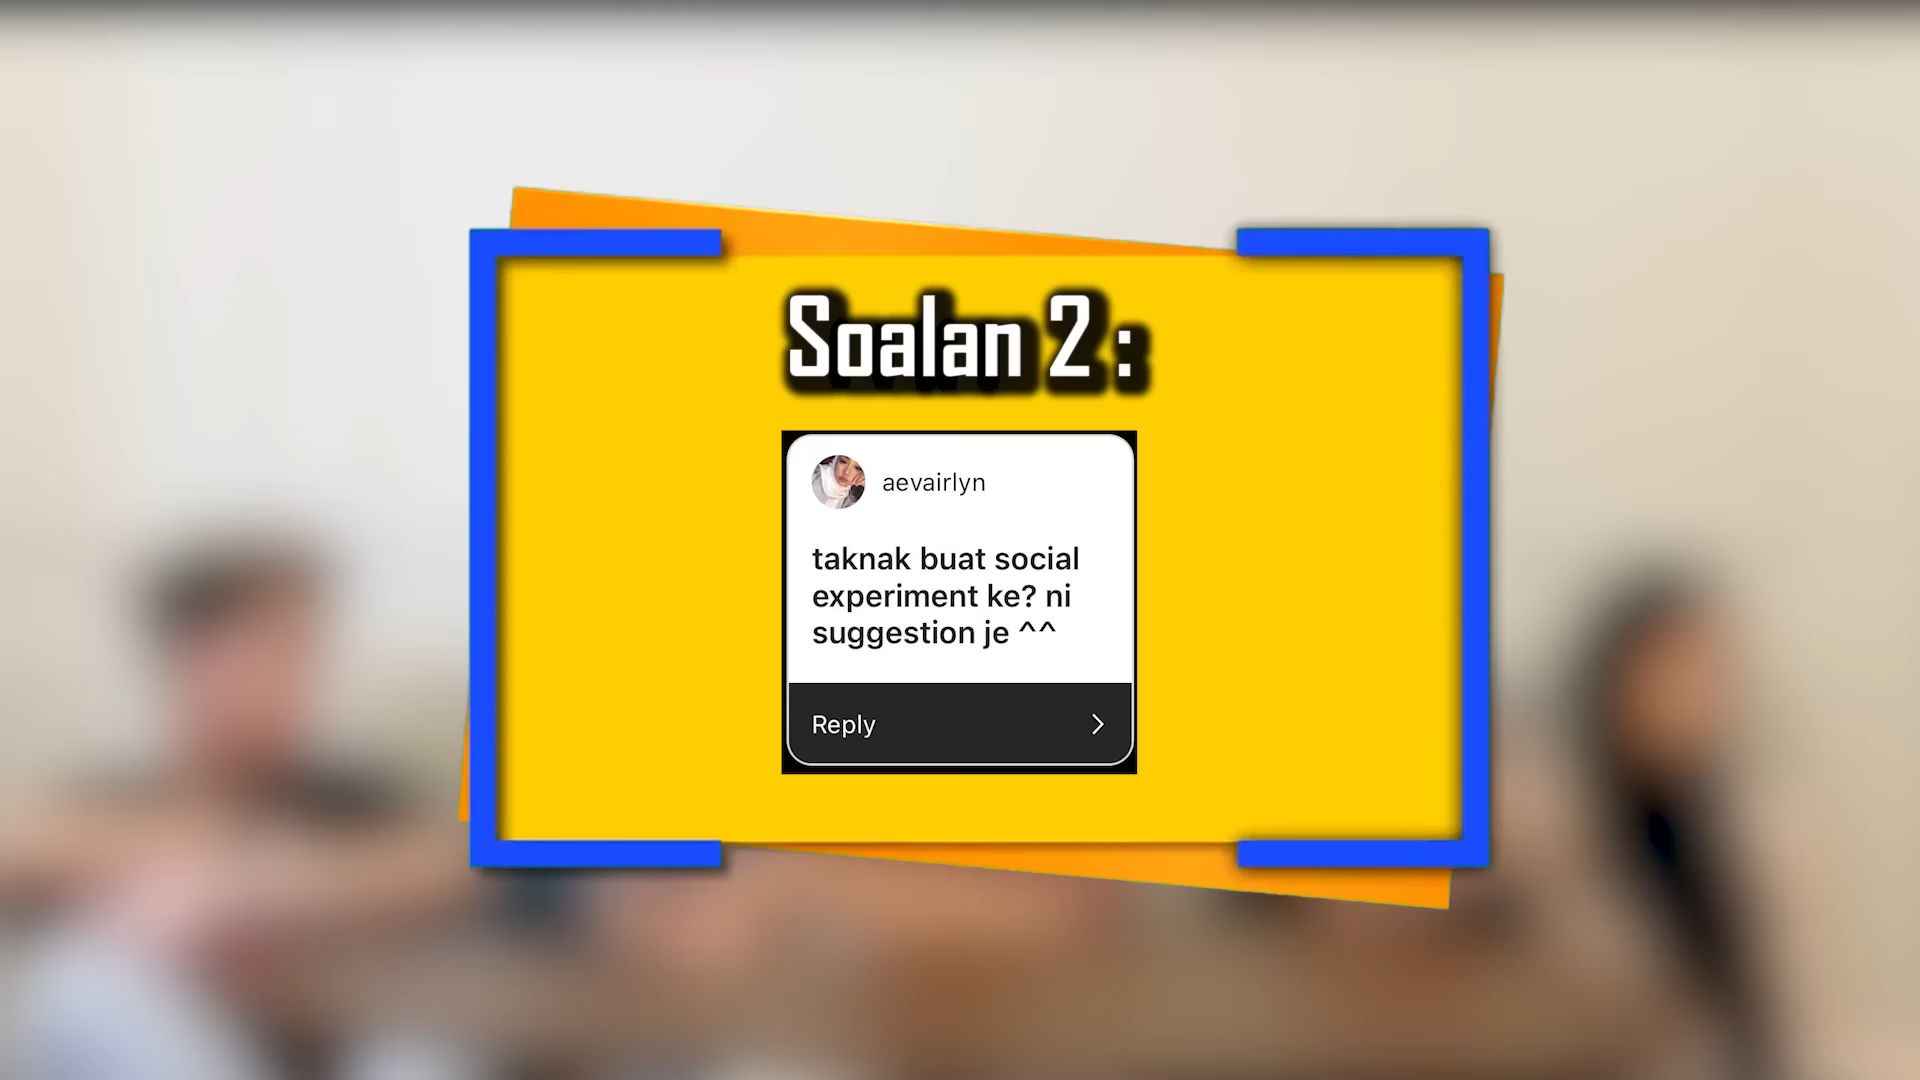 Soalan 2 :
aevairlyn
taknak buat social
experiment ke? ni
suggestion je ^^
Reply